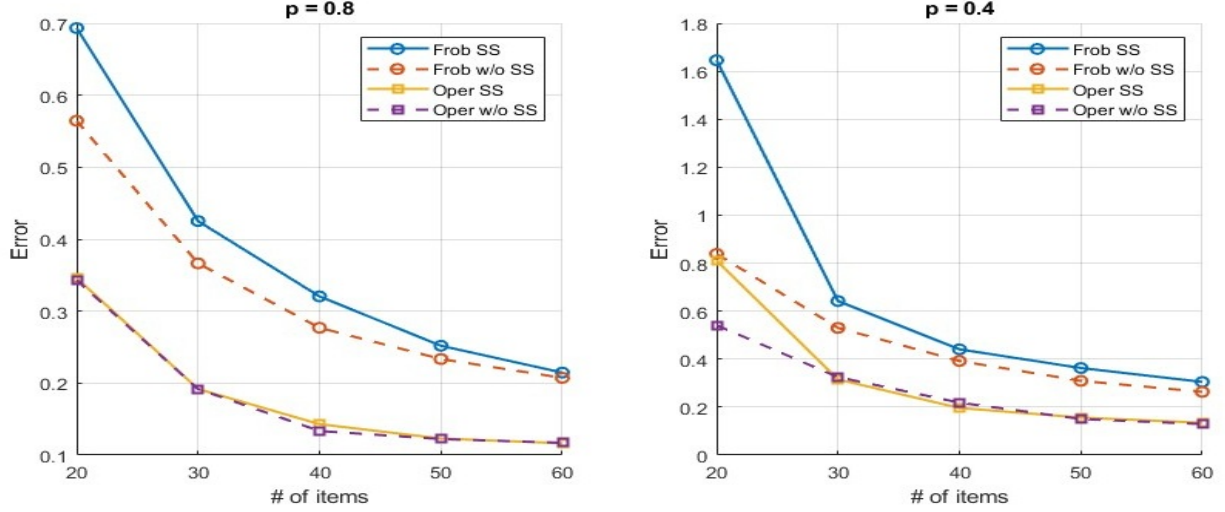 p = 0.8
0.7
0.6
0.5
0.4
0.3
0.2
0.1
Error
20
30
40
50
60
# of items
Frob SS
Frob w/o SS
Oper SS
Oper w/o SS
p = 0.4
1.8
1.6
1.4
1.2
1
0.8
0.6
0.4
0.2
0
Error
20
30
40
50
60
# of items
Frob SS
Frob w/o SS
Oper SS
Oper w/o SS